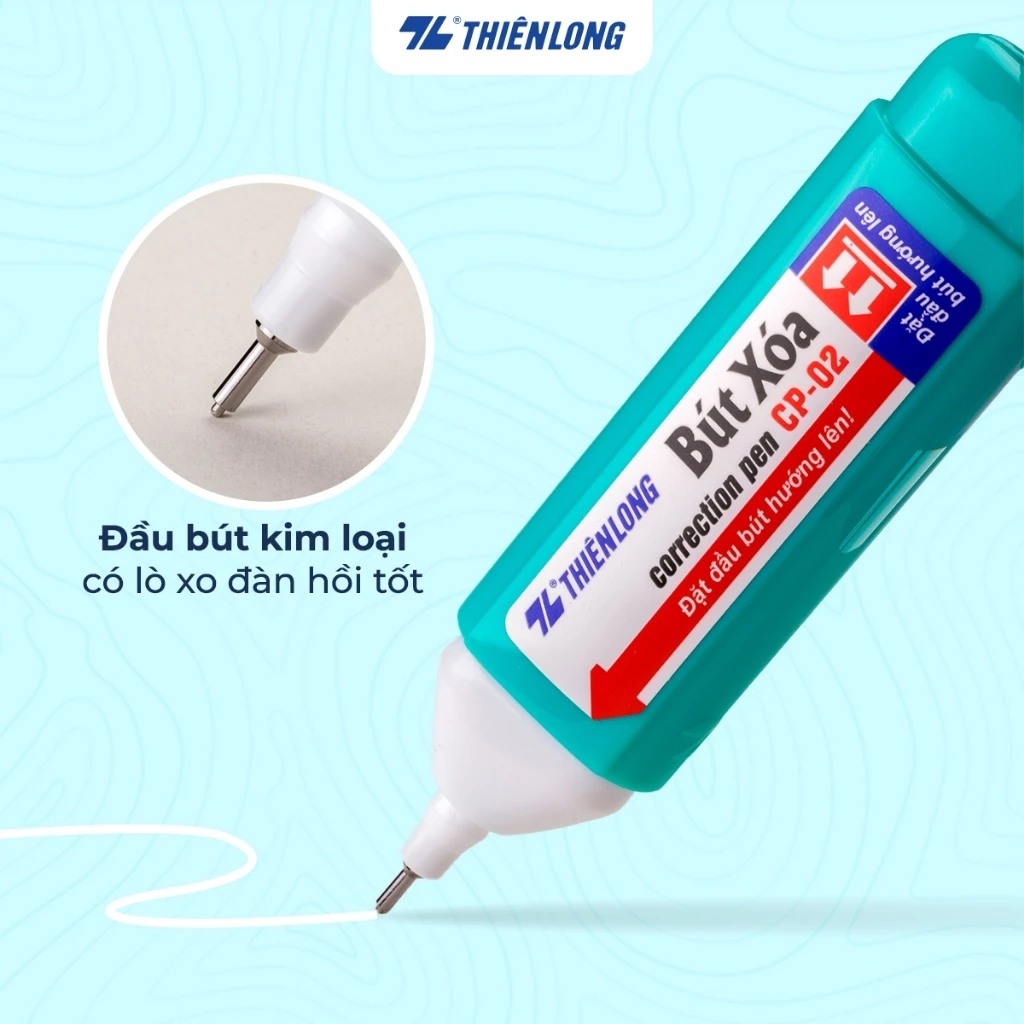 THIÊNLONG
Đầu bút kim loại
có lò xo đàn hồi tốt
THIÊNLONG
Bút Xóa
correction pen CP-02
Đặt đầu bút hướng lên!
Đặt
đầu
bút hướng lên